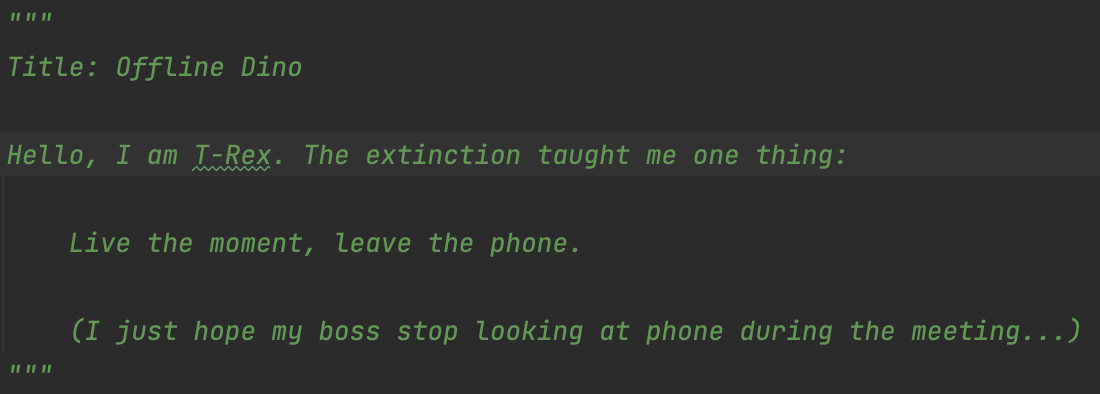 """
Title: Offline Dino
Hello, I am T-Rex. The extinction taught me one thing:
Live the moment, leave the phone.
(I just hope my boss stop looking at phone during the meeting...)
"""